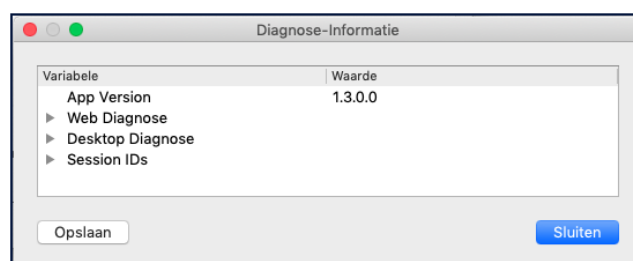 Diagnose-Informatie
Variabele Waarde
App Version 1.3.0.0
Web Diagnose
Desktop Diagnose
Session IDs
Opslaan Sluiten